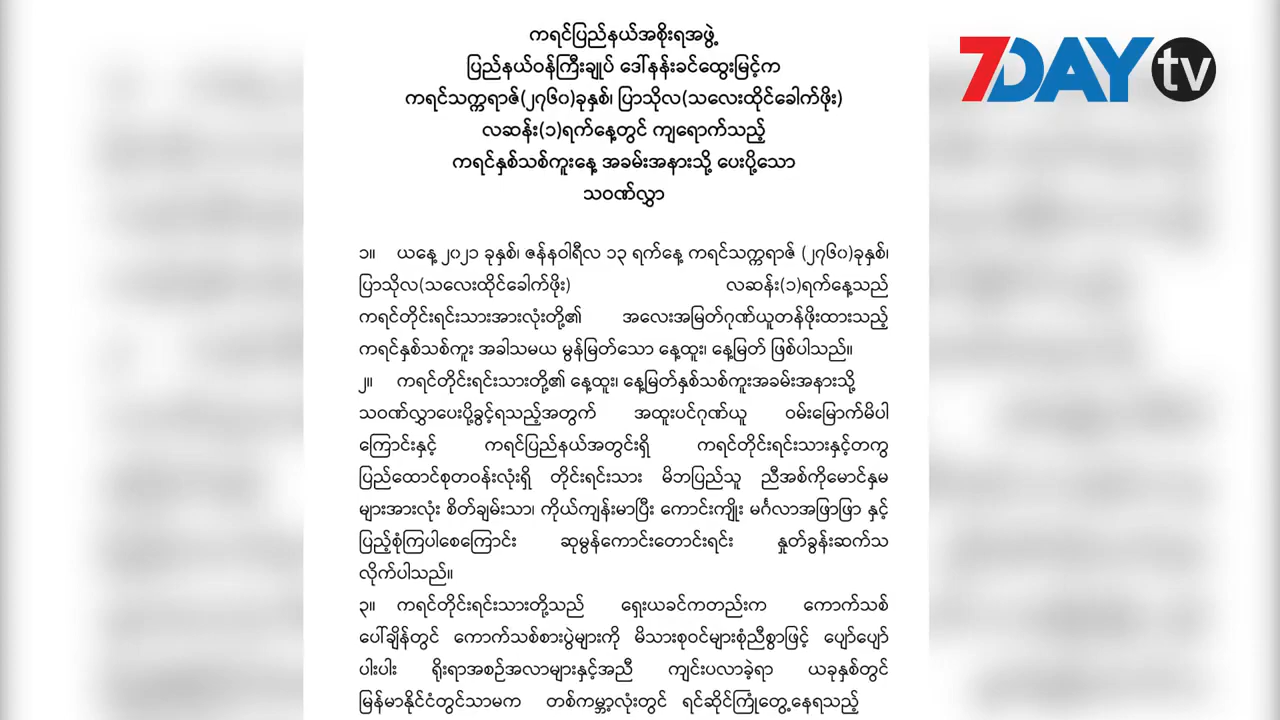 ကရင်ပြည်နယ်အစိုးရအဖွဲ့
7DAY tv
ပြည်နယ်ဝန်ကြီးချုပ် ဒေါ်နန်းခင်ထွေးမြင့်က
ကရင်သက္ကရာဇ်(၂၇၆၀)ခုနှစ်၊ ပြာသိုလ(သလေးထိုင်ခေါက်ဖိုး)
လဆန်း(၁)ရက်နေ့တွင် ကျရောက်သည့်
ကရင်နှစ်သစ်ကူးနေ့ အခမ်းအနားသို့ ပေးပို့သော
သဝဏ်လွှာ
၁။ ယနေ့ ၂၀၂၁ ခုနှစ်၊ ဇန်နဝါရီလ ၁၃ ရက်နေ့ ကရင်သက္ကရာဇ် (၂၇၆၀)ခုနှစ်၊
ပြာသိုလ(သလေးထိုင်ခေါက်ဖိုး) လဆန်း(၁)ရက်နေ့သည်
ကရင်တိုင်းရင်းသားအားလုံးတို့၏ အလေးအမြတ်ဂုဏ်ယူတန်ဖိုးထားသည့်
ကရင်နှစ်သစ်ကူး အခါသမယ မွန်မြတ်သော နေ့ထူး၊ နေ့မြတ် ဖြစ်ပါသည်။
၂။ ကရင်တိုင်းရင်းသားတို့၏ နေ့ထူး၊ နေ့မြတ်နှစ်သစ်ကူးအခမ်းအနားသို့
သဝဏ်လွှာပေးပို့ခွင့်ရသည့်အတွက် အထူးပင်ဂုဏ်ယူ ဝမ်းမြောက်မိပါ
ကြောင်းနှင့် ကရင်ပြည်နယ်အတွင်းရှိ ကရင်တိုင်းရင်းသားနှင့်တကွ
ပြည်ထောင်စုတဝန်းလုံးရှိ တိုင်းရင်းသား မိဘပြည်သူ ညီအစ်ကိုမောင်နှမ
များအားလုံး စိတ်ချမ်းသာ၊ ကိုယ်ကျန်းမာပြီး ကောင်းကျိုး မင်္ဂလာအဖြာဖြာ နှင့်
ပြည့်စုံကြပါစေကြောင်း ဆုမွန်ကောင်းတောင်းရင်း နှုတ်ခွန်းဆက်သ
လိုက်ပါသည်။
၃။ ကရင်တိုင်းရင်းသားတို့သည် ရှေးယခင်ကတည်းက ကောက်သစ်
ပေါ်ချိန်တွင် ကောက်သစ်စားပွဲများကို မိသားစုဝင်များစုံညီစွာဖြင့် ပျော်ပျော်
ပါးပါး ရိုးရာအစဉ်အလာများနှင့်အညီ ကျင်းပလာခဲ့ရာ ယခုနှစ်တွင်
မြန်မာနိုင်ငံတွင်သာမက တစ်ကမ္ဘာ့လုံးတွင် ရင်ဆိုင်ကြုံတွေ့နေရသည့်